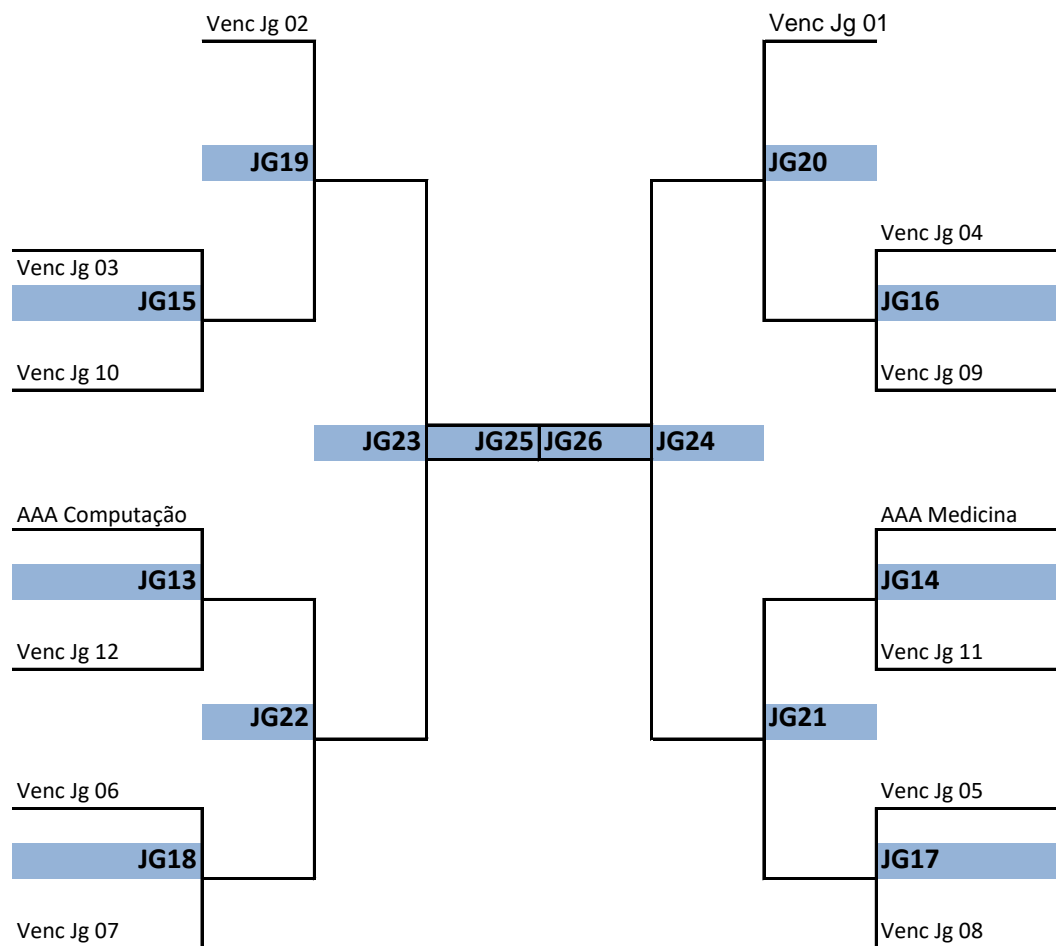 Venc Jg 02
Venc Jg 01
JG19
JG20
Venc Jg 03
Venc Jg 04
JG15
JG16
Venc Jg 10
Venc Jg 09
JG23
JG25
JG26
JG24
AAA Computação
AAA Medicina
JG13
JG14
Venc Jg 12
Venc Jg 11
JG22
JG21
Venc Jg 06
Venc Jg 05
JG18
JG17
Venc Jg 07
Venc Jg 08